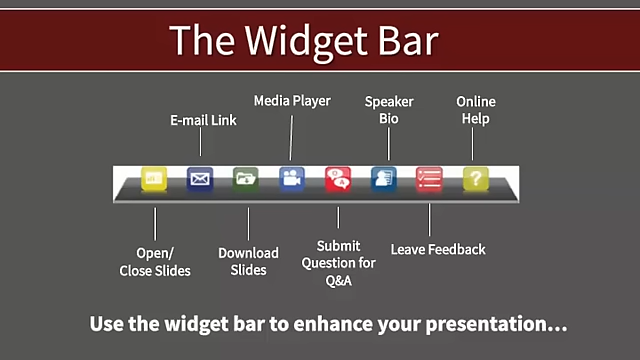 The Widget Bar
Media Player
Speaker
Bio
Online
Help
E-mail Link
Q
A
?
Open/
Close Slides
Download
Slides
Submit
Question for
Q&A
Leave Feedback
Use the widget bar to enhance your presentation...